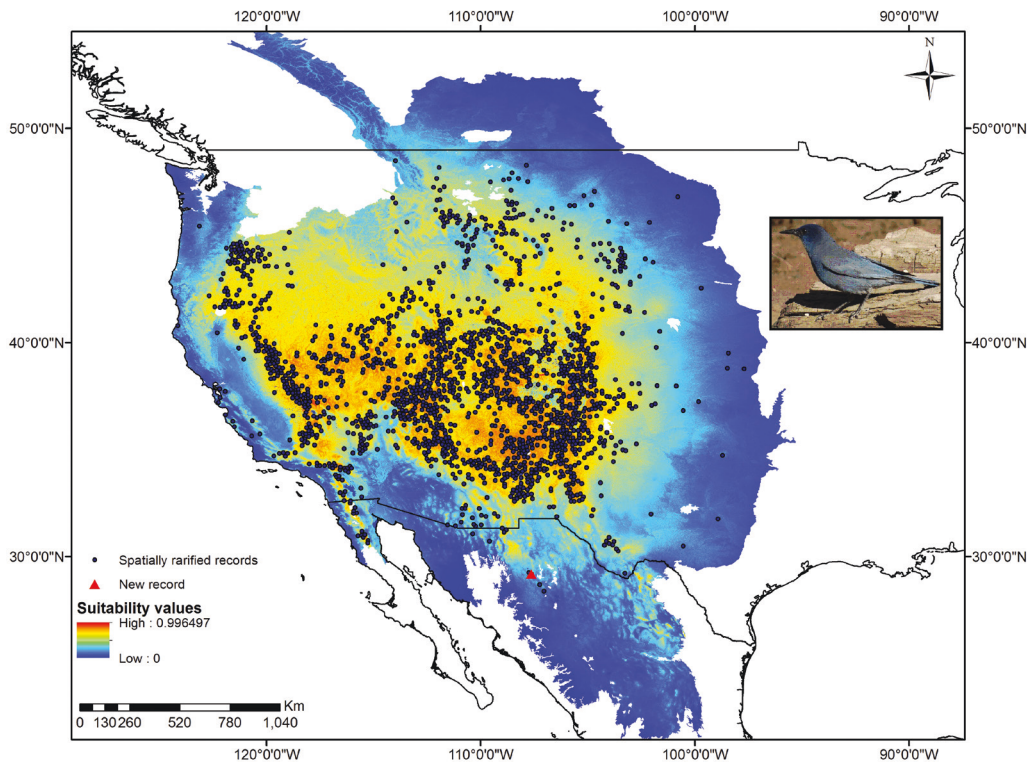 120°0'0"W 110°0'0"W 100°0'0"W 90°0'0"W
N
50°0'0"N 50°0'0"N
40°0'0"N 40°0'0"N
30°0'0"N 30°0'0"N
Spatially rarified records
New record
Suitability values
High : 0.996497
Low : 0
Km
0 130 260 520 780 1,040
120°0'0"W 110°0'0"W 100°0'0"W 90°0'0"W